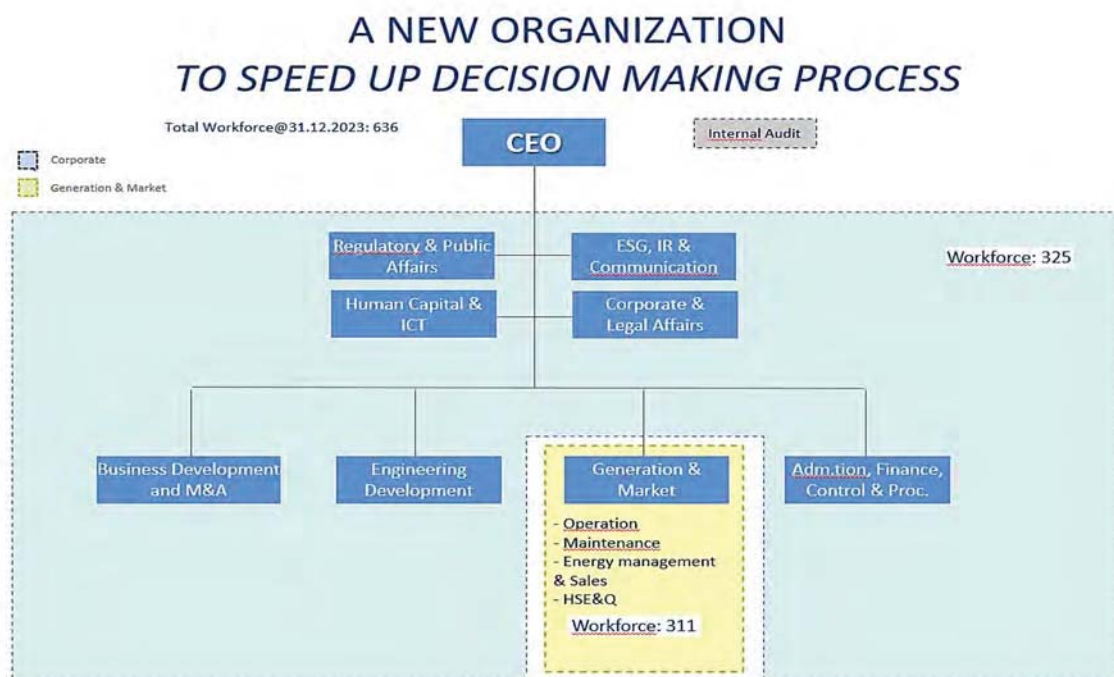 A NEW ORGANIZATION
TO SPEED UP DECISION MAKING PROCESS
Total Workforce@31.12.2023: 636
CEO
Internal Audit
Corporate
Generation & Market
Regulatory & Public
Affairs
ESG, IR &
Communication
Workforce: 325
Human Capital &
ICT
Corporate &
Legal Affairs
Business Development
and M&A
Engineering
Development
Generation &
Market
Adm.tion, Finance,
Control & Proc.
- Operation
- Maintenance
- Energy management
& Sales
- HSE&Q
Workforce: 311